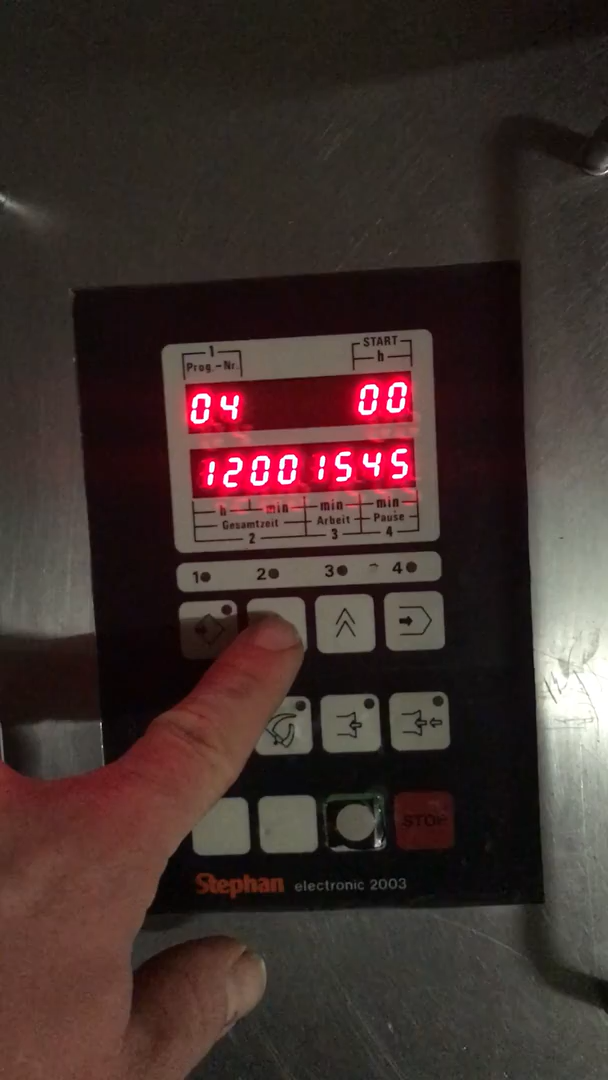 1
Prog.-Nr.
START
h
04 00
12001545
h min min min
Gesamtzeit Arbeit Pause
2 3 4
1 2 3 4
STOP
Stephan electronic 2003